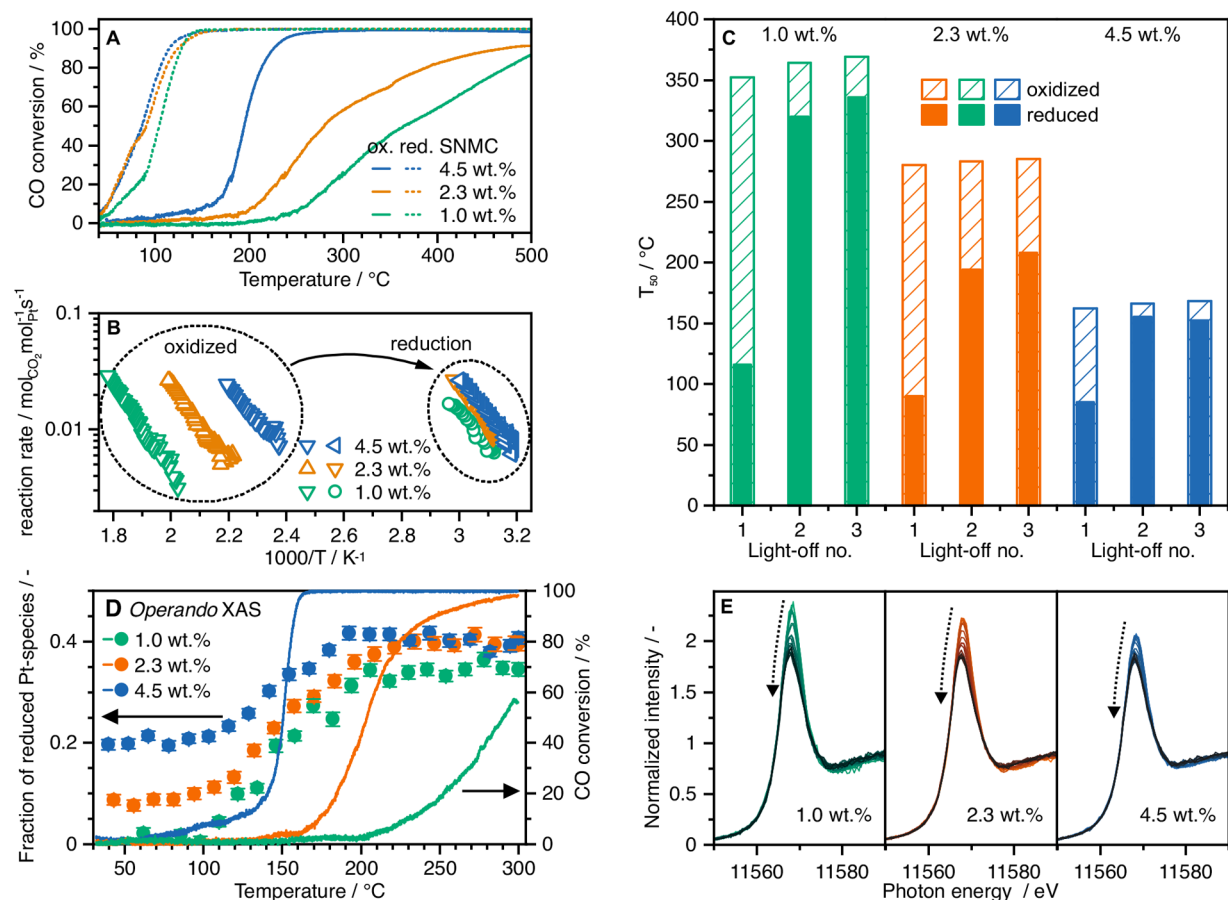 A
CO conversion / %
100
80
60
40
20
0
ox. red. SNMC
4.5 wt.%
2.3 wt.%
1.0 wt.%
100 200 300 400 500
Temperature / °C
B
reaction rate / mol CO2 mol Pt -1 s-1
0.1
0.01
oxidized
reduction
4.5 wt.%
2.3 wt.%
1.0 wt.%
1.8 2 2.2 2.4 2.6 2.8 3 3.2
1000/T / K-1
C
T50 / °C
400
350
300
250
200
150
100
50
0
1.0 wt.% 2.3 wt.% 4.5 wt.%
oxidized
reduced
1 2 3 1 2 3 1 2 3
Light-off no. Light-off no. Light-off no.
D Operando XAS
Fraction of reduced Pt-species / -
0.4
0.2
0
1.0 wt.%
2.3 wt.%
4.5 wt.%
100
80
60
40
20
0
CO conversion / %
50 100 150 200 250 300
Temperature / °C
E
Normalized intensity / -
2
1.5
1
0.5
0
1.0 wt.% 2.3 wt.% 4.5 wt.%
11560 11580 11560 11580 11560 11580
Photon energy / eV